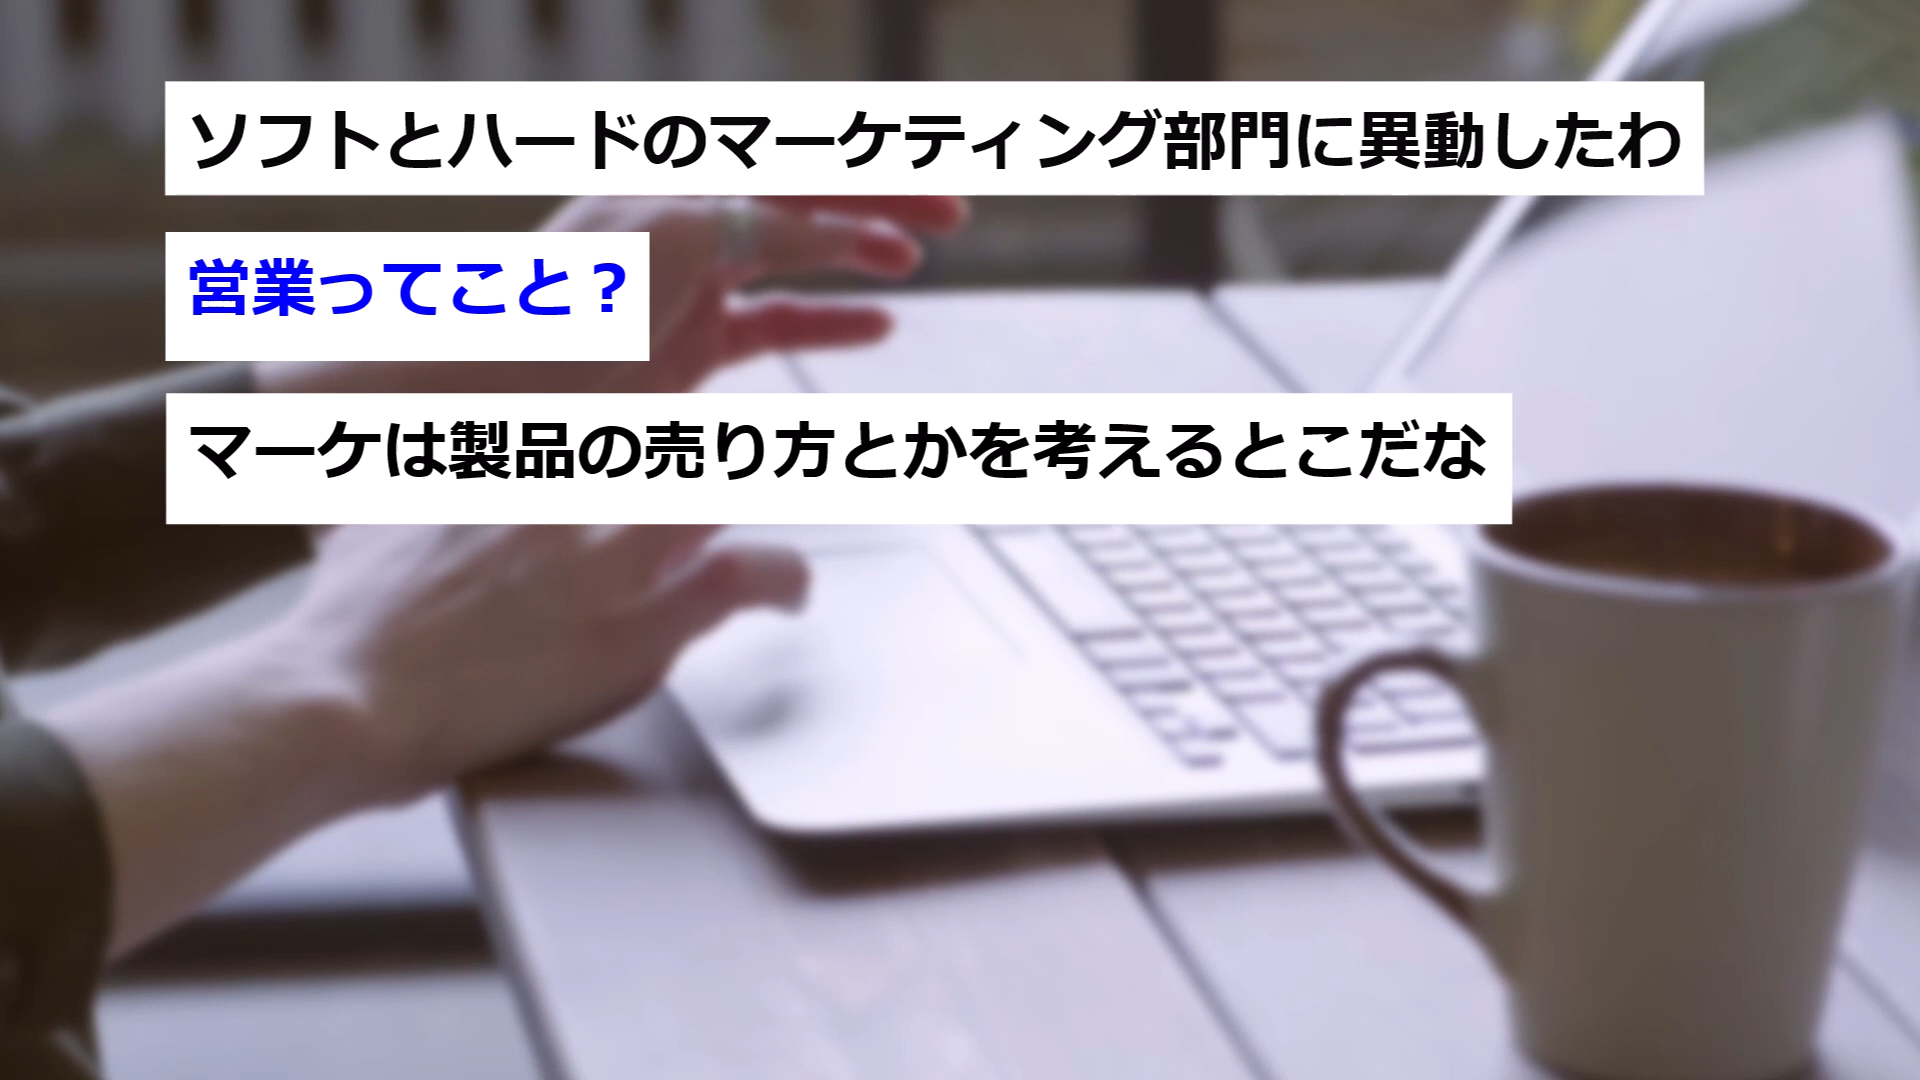 ソフトとハードのマーケティング部門に異動したわ
営業ってこと？
マーケは製品の売り方とかを考えるとこだな